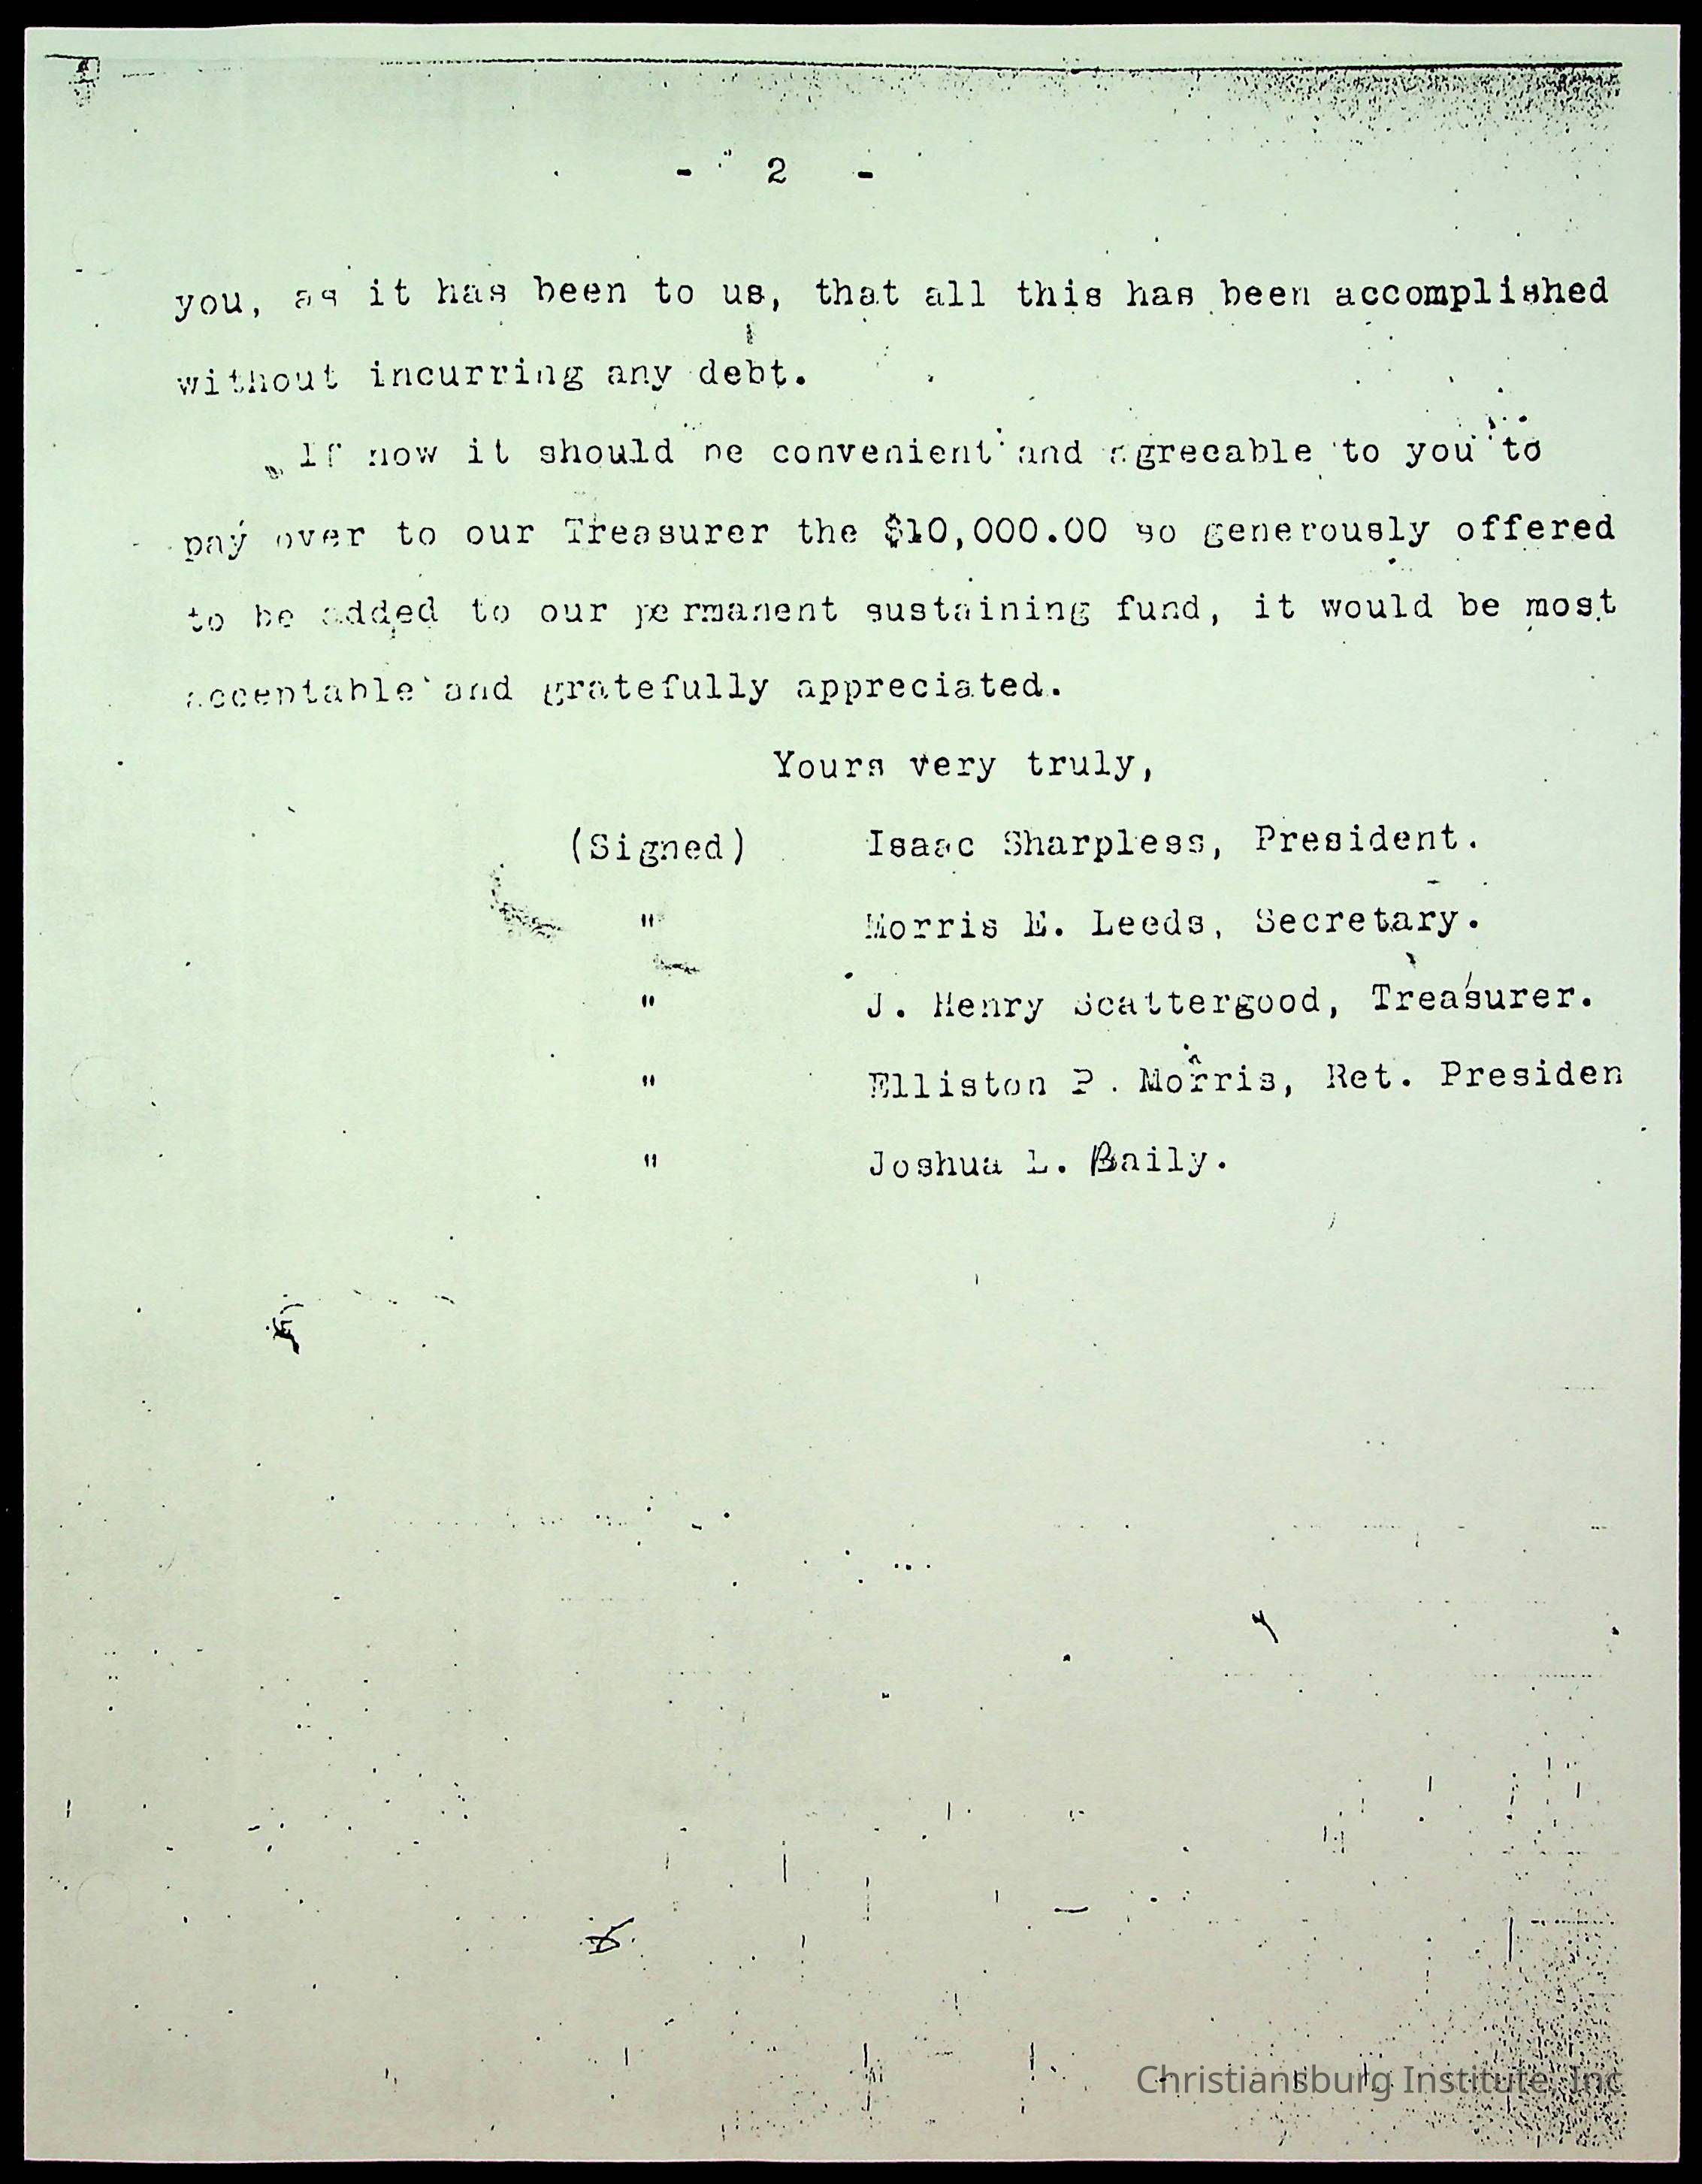 - 2 -
you, as it has been to us, that all this has been accomplished
without incurring any debt.
If now it should be convenient and agreeable to you to
pay over to our Treasurer the $10,000.00 so generously offered
to be added to our permanent sustaining fund, it would be most
acceptable and gratefully appreciated.
Yours very truly,
(Signed) Isaac Sharpless, President.
" Morris E. Leeds, Secretary.
" J. Henry Scattergood, Treasurer.
" Elliston P. Morris, Ret. Presiden
" Joshua L. Baily.
Christiansburg Institute, Inc